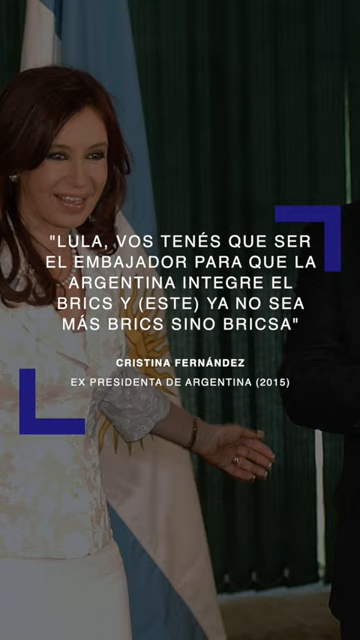 "LULA, VOS TENÉS QUE SER
EL EMBAJADOR PARA QUE LA
ARGENTINA INTEGRE EL
BRICS Y (ESTE) YA NO SEA
MÁS BRICS SINO BRICSA"
CRISTINA FERNÁNDEZ
EX PRESIDENTA DE ARGENTINA (2015)